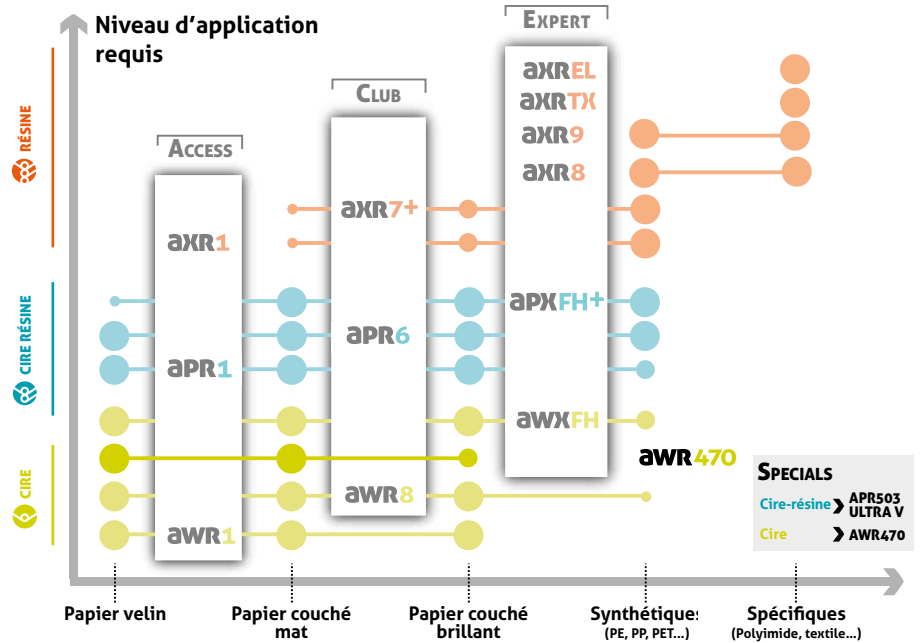 Niveau d’application
requis
RÉSINE
CIRE RÉSINE
CIRE
ACCESS
aXR1
aPR1
aWR1
CLUB
aXR7+
aPR6
aWR8
EXPERT
aXREL
aXRTX
aXR9
aXR8
aPXFH+
aWXFH
aWR470
SPECIALS
Cire-résine APR503
ULTRA V
Cire AWR470
Papier velin
Papier couché
mat
Papier couché
brillant
Synthétiques
(PE, PP, PET...)
Spécifiques
(Polyimide, textile...)